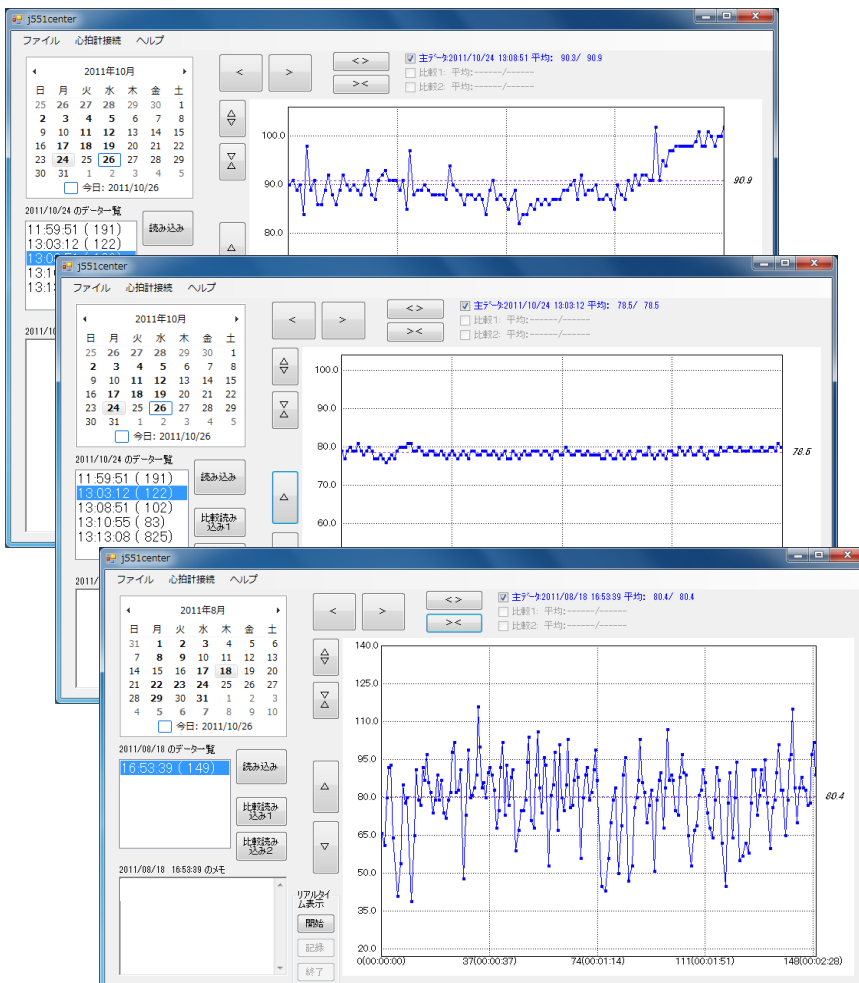 j551center
ファイル 心拍計接続 ヘルプ
2011年10月
日 月 火 水 木 金 土
25 26 27 28 29 30 1
2 3 4 5 6 7 8
9 10 11 12 13 14 15
16 17 18 19 20 21 22
23 24 25 26 27 28 29
30 31 1 2 3 4 5
今日: 2011/10/26
2011/10/24 のデータ一覧
11:59:51 ( 191)
13:03:12 ( 122)
読み込み
< >
< >
> <
主データ:2011/10/24 13:08:51 平均: 90.3/ 90.9
比較1: 平均:------/------
比較2: 平均:------/------
100.0
90.0
80.0
90.9
j551center
ファイル 心拍計接続 ヘルプ
2011年10月
日 月 火 水 木 金 土
25 26 27 28 29 30 1
2 3 4 5 6 7 8
9 10 11 12 13 14 15
16 17 18 19 20 21 22
23 24 25 26 27 28 29
30 31 1 2 3 4 5
今日: 2011/10/26
2011/10/24 のデータ一覧
11:59:51 ( 191)
13:03:12 ( 122)
13:08:51 ( 102)
13:10:55 ( 83)
13:13:08 ( 825)
読み込み
比較読み
込み1
< >
< >
> <
主データ:2011/10/24 13:03:12 平均: 78.5/ 78.5
比較1: 平均:------/------
比較2: 平均:------/------
100.0
90.0
80.0
70.0
60.0
78.5
j551center
ファイル 心拍計接続 ヘルプ
2011年8月
日 月 火 水 木 金 土
31 1 2 3 4 5 6
7 8 9 10 11 12 13
14 15 16 17 18 19 20
21 22 23 24 25 26 27
28 29 30 31 1 2 3
4 5 6 7 8 9 10
今日: 2011/10/26
2011/08/18 のデータ一覧
16:53:39 ( 149)
読み込み
比較読み
込み1
比較読み
込み2
2011/08/18 16:53:39 のメモ
リアルタイ
ム表示
開始
記録
終了
< >
< >
> <
主データ:2011/08/18 16:53:39 平均: 80.4/ 80.4
比較1: 平均:------/------
比較2: 平均:------/------
140.0
125.0
110.0
95.0
80.0
65.0
50.0
35.0
20.0
80.4
0(00:00:00) 37(00:00:37) 74(00:01:14) 111(00:01:51) 148(00:02:28)